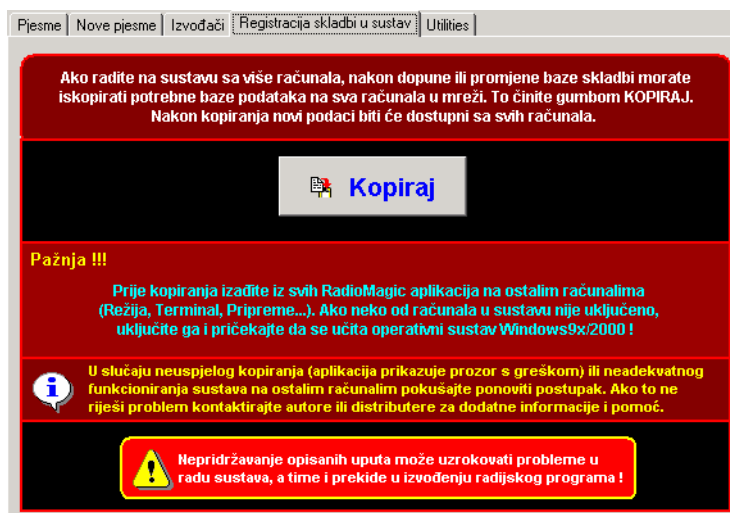 Pjesme Nove pjesme Izvođači Registracija skladbi u sustav Utilities
Ako radite na sustavu sa više računala, nakon dopune ili promjene baze skladbi morate
iskopirati potrebne baze podataka na sva računala u mreži. To činite gumbom KOPIRAJ.
Nakon kopiranja novi podaci biti će dostupni sa svih računala.
Kopiraj
Pažnja !!!
Prije kopiranja izađite iz svih RadioMagic aplikacija na ostalim računalima
(Režija, Terminal, Pripreme...). Ako neko od računala u sustavu nije uključeno,
uključite ga i pričekajte da se učita operativni sustav Windows9x/2000 !
U slučaju neuspjelog kopiranja (aplikacija prikazuje prozor s greškom) ili neadekvatnog
funkcioniranja sustava na ostalim računalim pokušajte ponoviti postupak. Ako to ne
riješi problem kontaktirajte autore ili distributere za dodatne informacije i pomoć.
Nepridržavanje opisanih uputa može uzrokovati probleme u
radu sustava, a time i prekide u izvođenju radijskog programa !